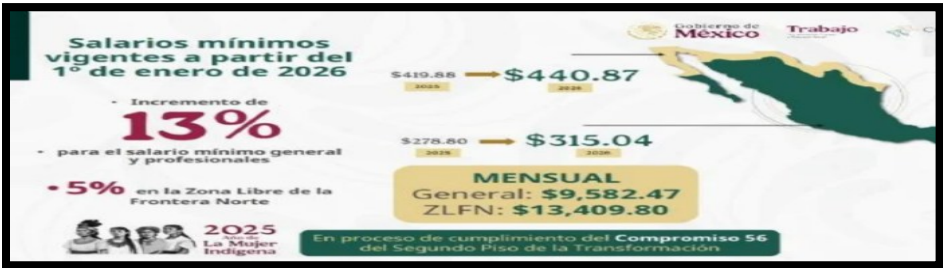 Salarios mínimos
vigentes a partir del
1° de enero de 2026
• Incremento de
13%
• para el salario mínimo general
y profesionales
• 5% en la Zona Libre de la
Frontera Norte
2025
Año de
La Mujer
Indígena
Gobierno de
México
Trabajo
$419.88 $440.87
2025 2026
$278.80 $315.04
2025 2026
MENSUAL
General: $9,582.47
ZLFN: $13,409.80
En proceso de cumplimiento del Compromiso 56
del Segundo Piso de la Transformación